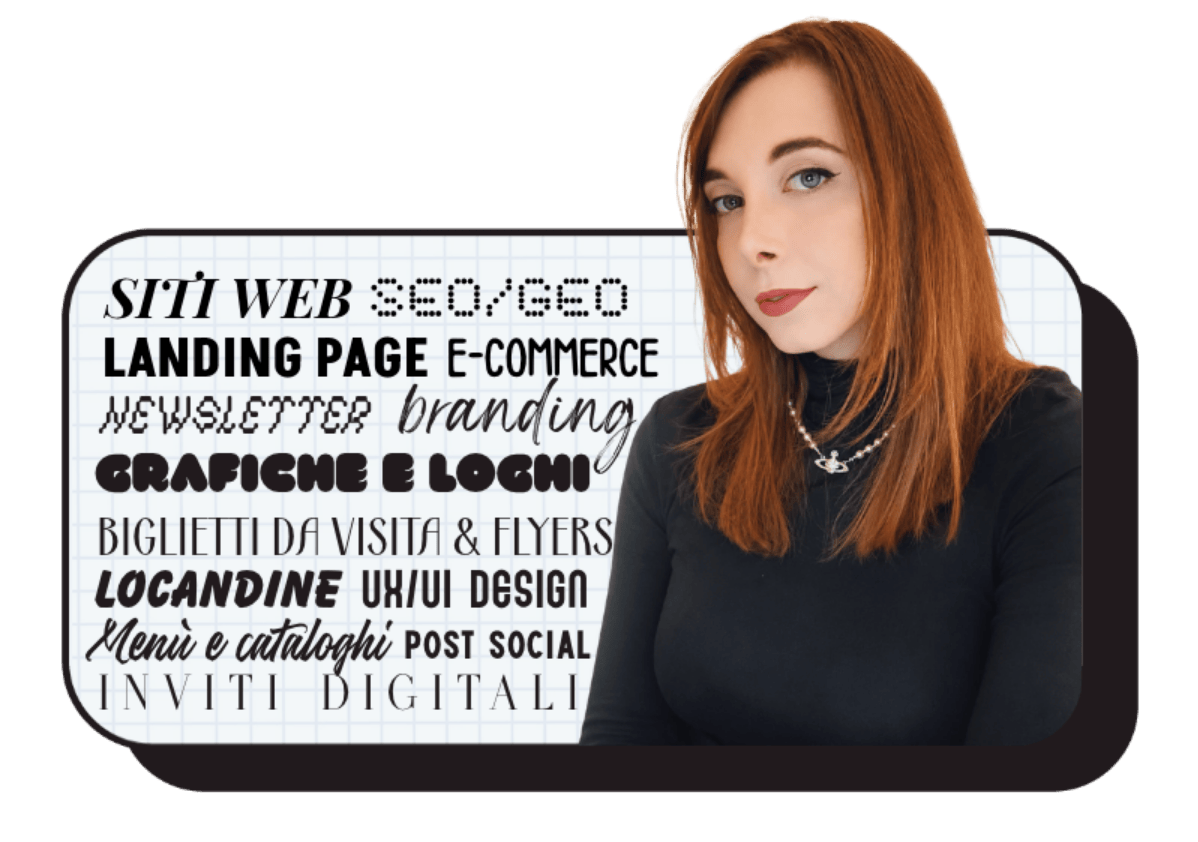 SITI WEB SEO/GEO
LANDING PAGE E-COMMERCE
NEWSLETTER branding
GRAFICHE E LOGHI
BIGLIETTI DA VISITA & FLYERS
LOCANDINE UX/UI DESIGN
Menù e cataloghi POST SOCIAL
INVITI DIGITALI